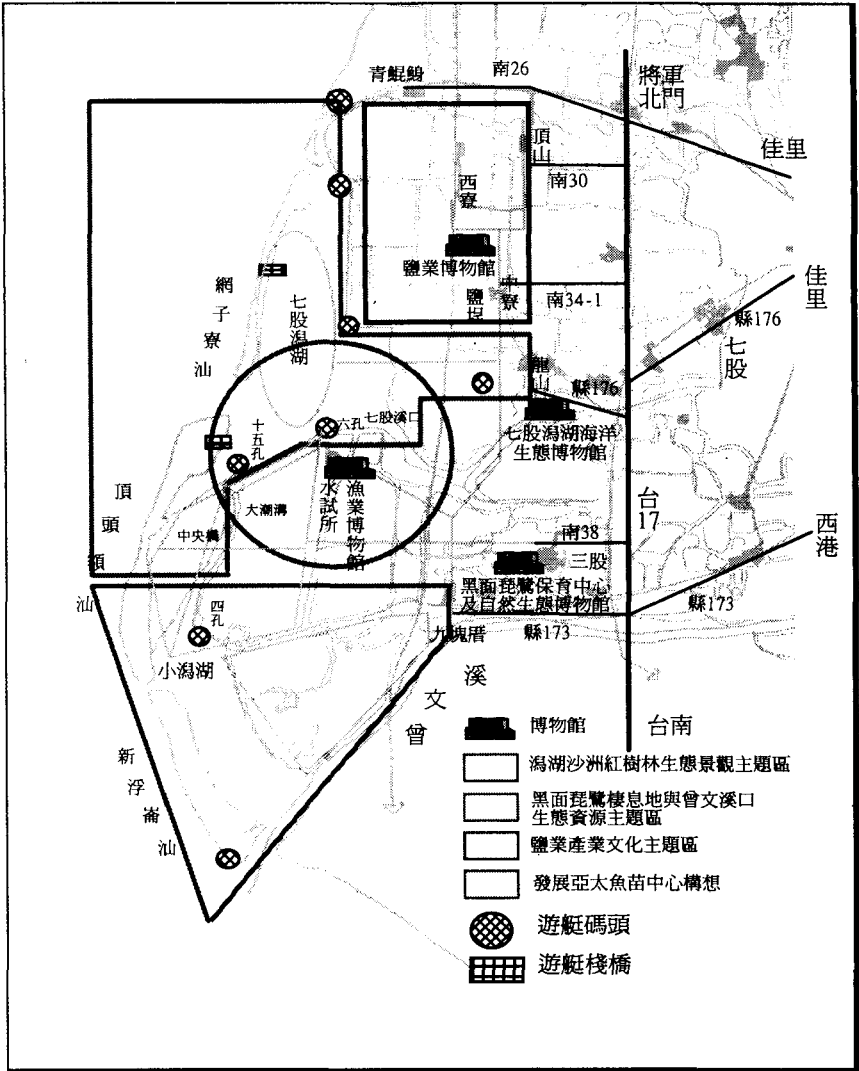 青鯤鯓
南26
將軍
北門
佳里
頂山
南30
西寮
鹽業博物館
鹽埕
中寮
南34-1
佳里
縣176
七股
網子寮汕
七股潟湖
龍山
縣176
七股潟湖海洋
生態博物館
十五孔
六孔
七股溪口
水試所
漁業博物館
大潮溝
頂頭額汕
中央溝
台17
南38
三股
西港
黑面琵鷺保育中心
及自然生態博物館
縣173
九塊厝
縣173
四孔
小潟湖
曾文溪
新浮崙汕
台南
博物館
潟湖沙洲紅樹林生態景觀主題區
黑面琵鷺棲息地與曾文溪口
生態資源主題區
鹽業產業文化主題區
發展亞太魚苗中心構想
遊艇碼頭
遊艇棧橋